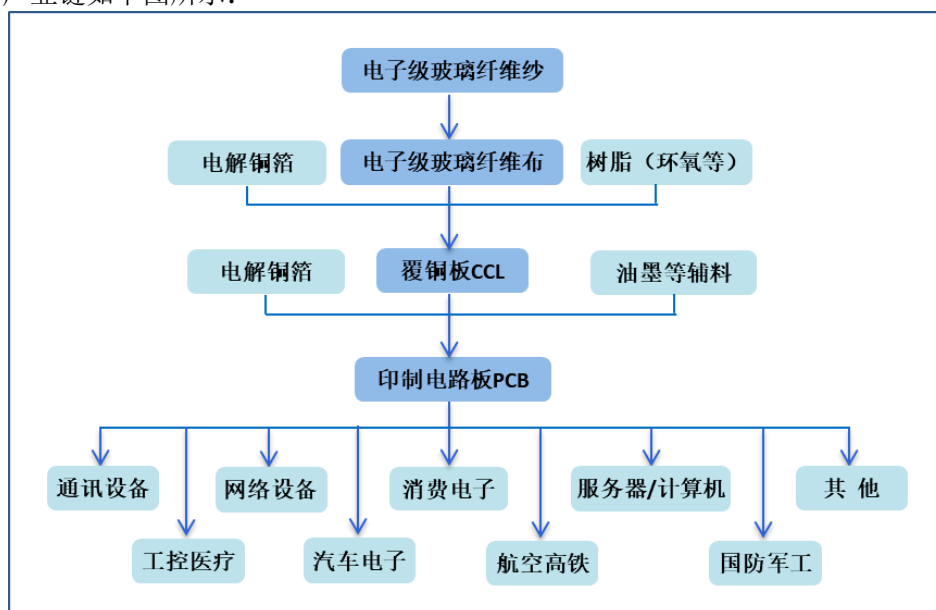 产业链如下图所示：
电子级玻璃纤维纱
电解铜箔
电子级玻璃纤维布
树脂（环氧等）
电解铜箔
覆铜板CCL
油墨等辅料
印制电路板PCB
通讯设备
网络设备
消费电子
服务器/计算机
其 他
工控医疗
汽车电子
航空高铁
国防军工